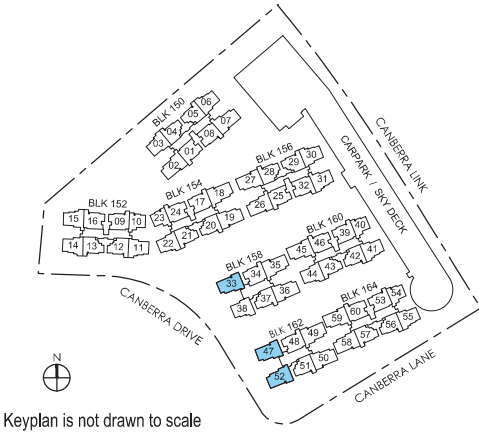 BLK 150
06
05
07
04
08
03
01
02
BLK 152
15 16 09 10
14 13 12 11
BLK 154
23 24 17 18
22 21 20 19
BLK 156
27 28 29 30
26 25 32 31
BLK 158
33 34 35
38 37 36
BLK 160
45 46 39 40
44 43 42 41
BLK 162
47 48 49
52 51 50
BLK 164
59 60 53 54
58 57 56 55
CARPARK / SKY DECK
CANBERRA LINK
CANBERRA DRIVE
CANBERRA LANE
N
Keyplan is not drawn to scale